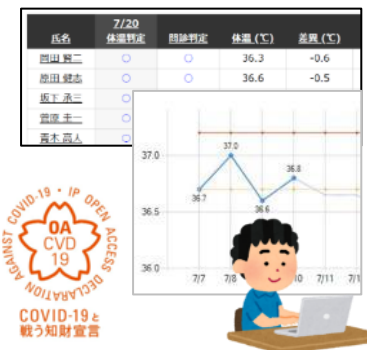 7/20
氏名 体温判定 問診判定 体温 (℃) 差異 (℃)
岡田 賢二 ○ ○ 36.3 -0.6
原田 健志 ○ ○ 36.6 -0.5
坂下 承三 ○
菅原 圭一 ○
青木 高人 ○
37.0
36.5
36.0
36.7
37.0
36.6
36.8
7/7 7/8 10 7/11 7/1
AGAINST COVID-19・IP OPEN ACCESS DECLARATION
OA
CVD
19
COVID-19と
戦う知財宣言